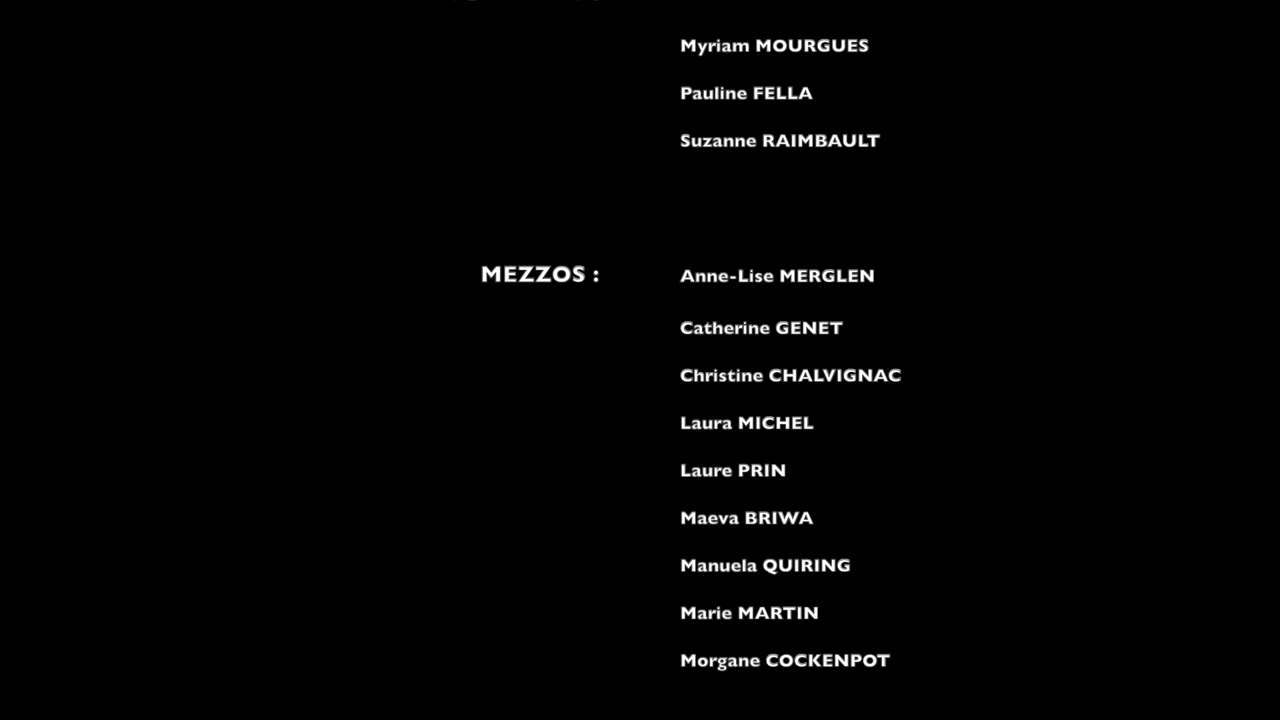 Myriam MOURGUES
Pauline FELLA
Suzanne RAIMBAULT
MEZZOS : Anne-Lise MERGLEN
Catherine GENET
Christine CHALVIGNAC
Laura MICHEL
Laure PRIN
Maeva BRIWA
Manuela QUIRING
Marie MARTIN
Morgane COCKENPOT